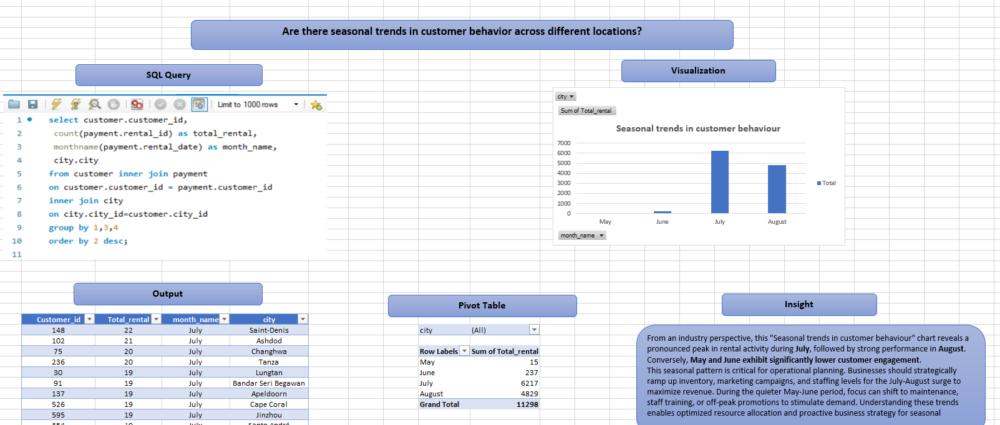 Are there seasonal trends in customer behavior across different locations?
SQL Query
Limit to 1000 rows
1 select customer.customer_id,
2 count(payment.rental_id) as total_rental,
3 monthname(payment.rental_date) as month_name,
4 city.city
5 from customer inner join payment
6 on customer.customer_id = payment.customer_id
7 inner join city
8 on city.city_id=customer.city_id
9 group by 1,3,4
10 order by 2 desc;
11
Visualization
city
Sum of Total_rental
Seasonal trends in customer behaviour
7000
6000
5000
4000
3000
2000
1000
0
May June July August
Total
month_name
Output
Customer_id Total_rental month_name city
148 22 July Saint-Denis
102 21 July Ashdod
75 20 July Changhwa
236 20 July Tanza
30 19 July Lungtan
91 19 July Bandar Seri Begawan
137 19 July Apeldoorn
526 19 July Cape Coral
595 19 July Jinzhou
Pivot Table
city (All)
Row Labels Sum of Total_rental
May 15
June 237
July 6217
August 4829
Grand Total 11298
Insight
From an industry perspective, this "Seasonal trends in customer behaviour" chart reveals a
pronounced peak in rental activity during July, followed by strong performance in August.
Conversely, May and June exhibit significantly lower customer engagement.
This seasonal pattern is critical for operational planning. Businesses should strategically
ramp up inventory, marketing campaigns, and staffing levels for the July-August surge to
maximize revenue. During the quieter May-June period, focus can shift to maintenance,
staff training, or off-peak promotions to stimulate demand. Understanding these trends
enables optimized resource allocation and proactive business strategy for seasonal